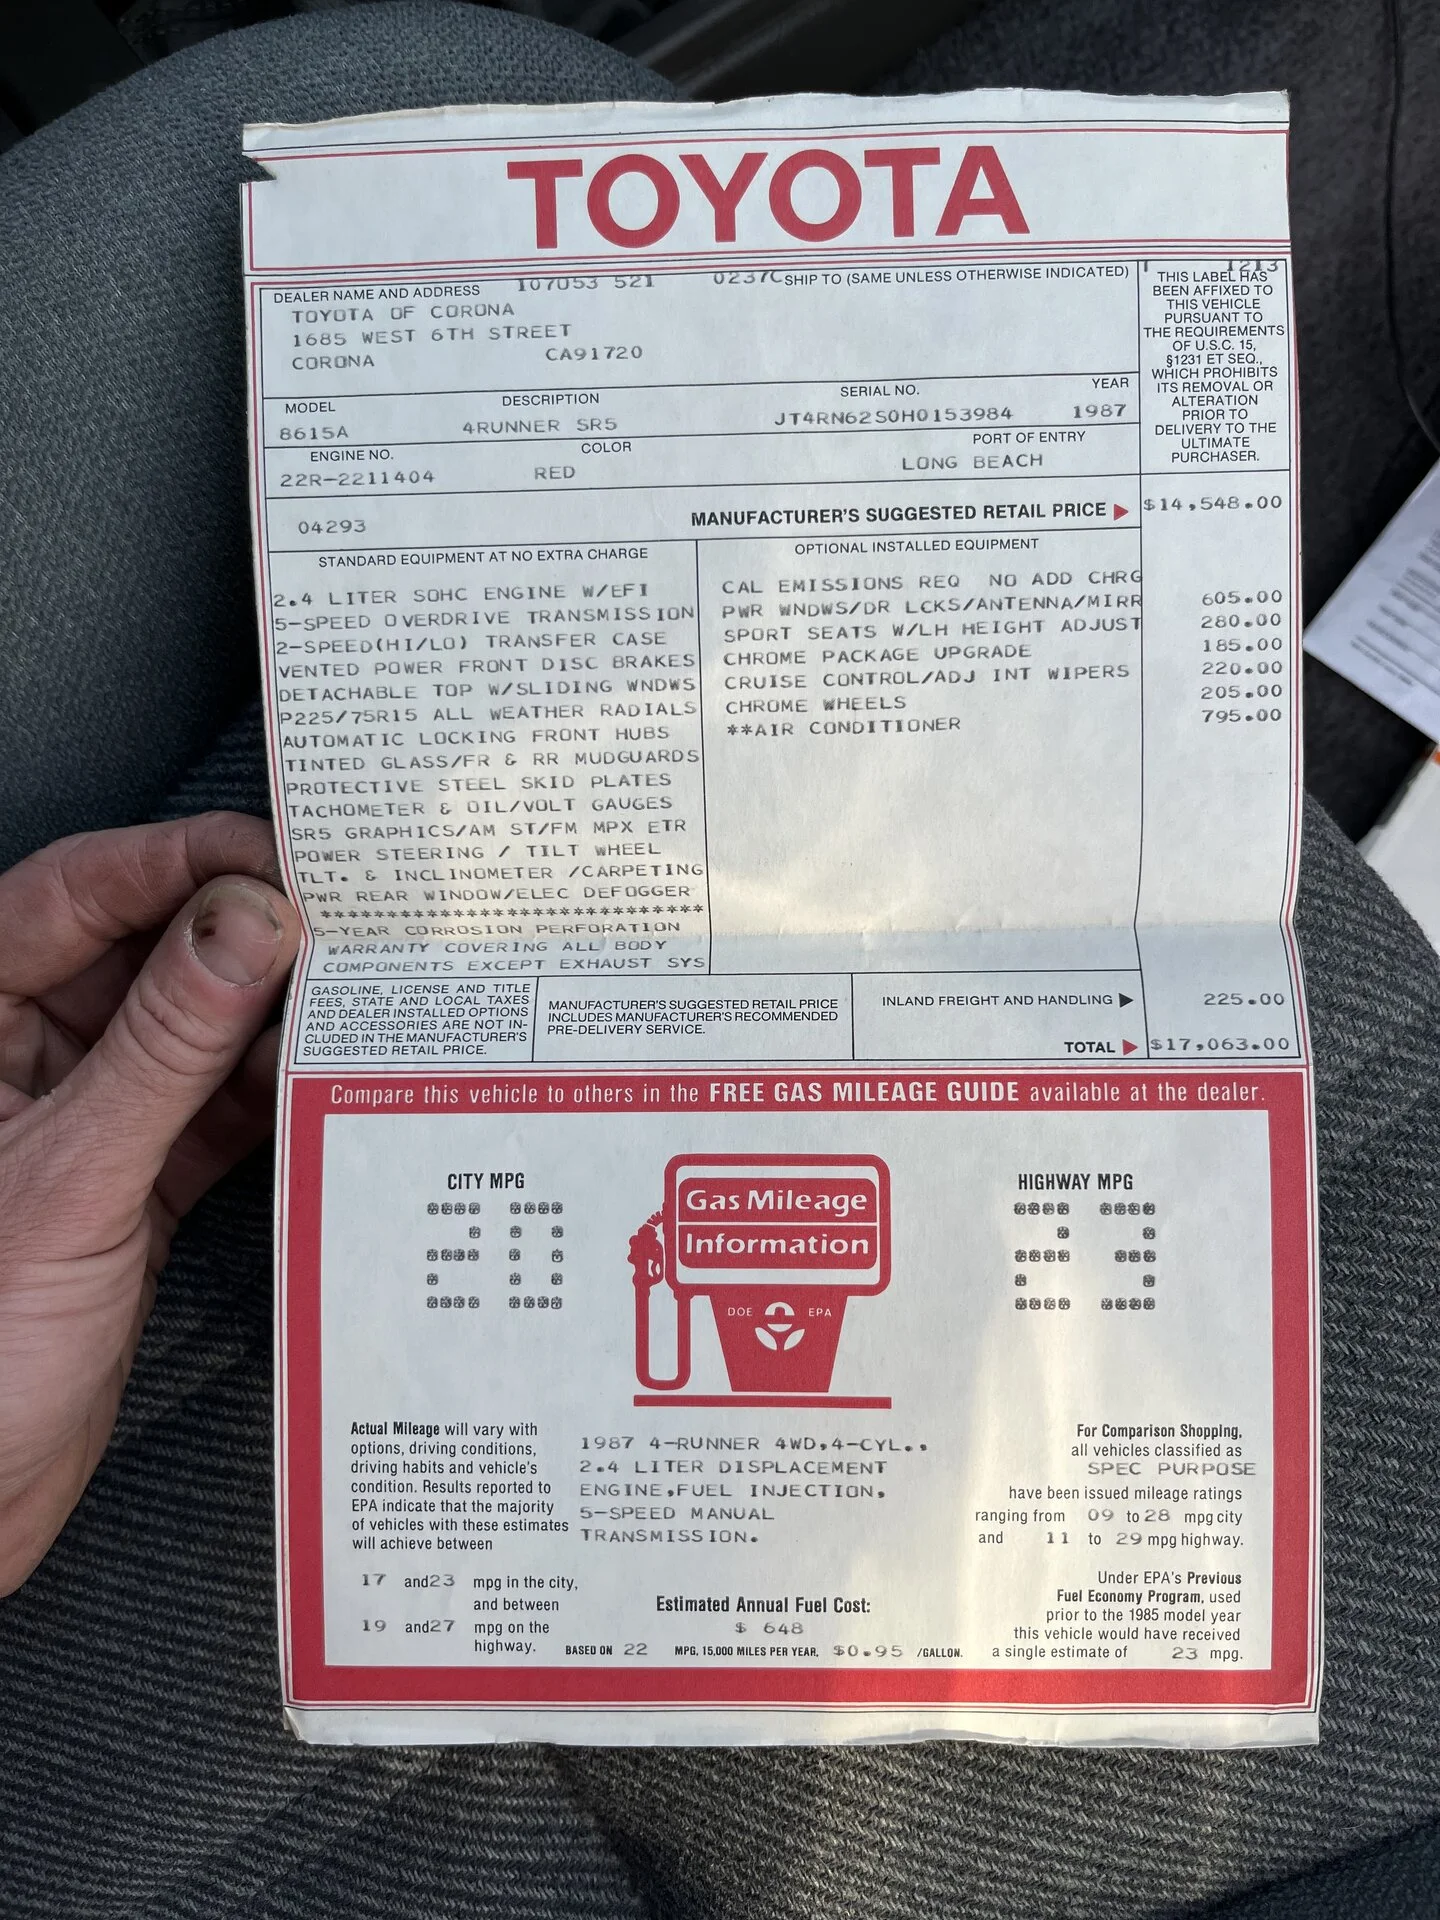 TOYOTA
DEALER NAME AND ADDRESS 107053 521 0237C SHIP TO (SAME UNLESS OTHERWISE INDICATED) 1213
TOYOTA OF CORONA
1685 WEST 6TH STREET
CORONA CA91720
THIS LABEL HAS
BEEN AFFIXED TO
THIS VEHICLE
PURSUANT TO
THE REQUIREMENTS
OF U.S.C. 15,
§1231 ET SEQ.,
WHICH PROHIBITS
ITS REMOVAL OR
ALTERATION
PRIOR TO
DELIVERY TO THE
ULTIMATE
PURCHASER.
MODEL DESCRIPTION SERIAL NO. YEAR
8615A 4RUNNER SR5 JT4RN62S0H0153984 1987
ENGINE NO. COLOR PORT OF ENTRY
22R-2211404 RED LONG BEACH
04293 MANUFACTURER'S SUGGESTED RETAIL PRICE $14,548.00
STANDARD EQUIPMENT AT NO EXTRA CHARGE
2.4 LITER SOHC ENGINE W/EFI
5-SPEED OVERDRIVE TRANSMISSION
2-SPEED(HI/LO) TRANSFER CASE
VENTED POWER FRONT DISC BRAKES
DETACHABLE TOP W/SLIDING WNDWS
P225/75R15 ALL WEATHER RADIALS
AUTOMATIC LOCKING FRONT HUBS
TINTED GLASS/FR & RR MUDGUARDS
PROTECTIVE STEEL SKID PLATES
TACHOMETER & OIL/VOLT GAUGES
SR5 GRAPHICS/AM ST/FM MPX ETR
POWER STEERING / TILT WHEEL
TLT. & INCLINOMETER /CARPETING
PWR REAR WINDOW/ELEC DEFOGGER
*****************************
5-YEAR CORROSION PERFORATION
WARRANTY COVERING ALL BODY
COMPONENTS EXCEPT EXHAUST SYS
OPTIONAL INSTALLED EQUIPMENT
CAL EMISSIONS REQ NO ADD CHRG
PWR WNDWS/DR LCKS/ANTENNA/MIRR 605.00
SPORT SEATS W/LH HEIGHT ADJUST 280.00
CHROME PACKAGE UPGRADE 185.00
CRUISE CONTROL/ADJ INT WIPERS 220.00
CHROME WHEELS 205.00
**AIR CONDITIONER 795.00
GASOLINE, LICENSE AND TITLE
FEES, STATE AND LOCAL TAXES
AND DEALER INSTALLED OPTIONS
AND ACCESSORIES ARE NOT IN-
CLUDED IN THE MANUFACTURER'S
SUGGESTED RETAIL PRICE.
MANUFACTURER'S SUGGESTED RETAIL PRICE
INCLUDES MANUFACTURER'S RECOMMENDED
PRE-DELIVERY SERVICE.
INLAND FREIGHT AND HANDLING 225.00
TOTAL $17,063.00
Compare this vehicle to others in the FREE GAS MILEAGE GUIDE available at the dealer.
CITY MPG
20
Gas Mileage
Information
DOE EPA
HIGHWAY MPG
23
Actual Mileage will vary with
options, driving conditions,
driving habits and vehicle's
condition. Results reported to
EPA indicate that the majority
of vehicles with these estimates
will achieve between
17 and 23 mpg in the city,
and between
19 and 27 mpg on the
highway.
1987 4-RUNNER 4WD,4-CYL.,
2.4 LITER DISPLACEMENT
ENGINE,FUEL INJECTION,
5-SPEED MANUAL
TRANSMISSION.
Estimated Annual Fuel Cost:
$ 648
BASED ON 22 MPG, 15,000 MILES PER YEAR, $0.95 /GALLON.
For Comparison Shopping,
all vehicles classified as
SPEC PURPOSE
have been issued mileage ratings
ranging from 09 to 28 mpg city
and 11 to 29 mpg highway.
Under EPA's Previous
Fuel Economy Program, used
prior to the 1985 model year
this vehicle would have received
a single estimate of 23 mpg.